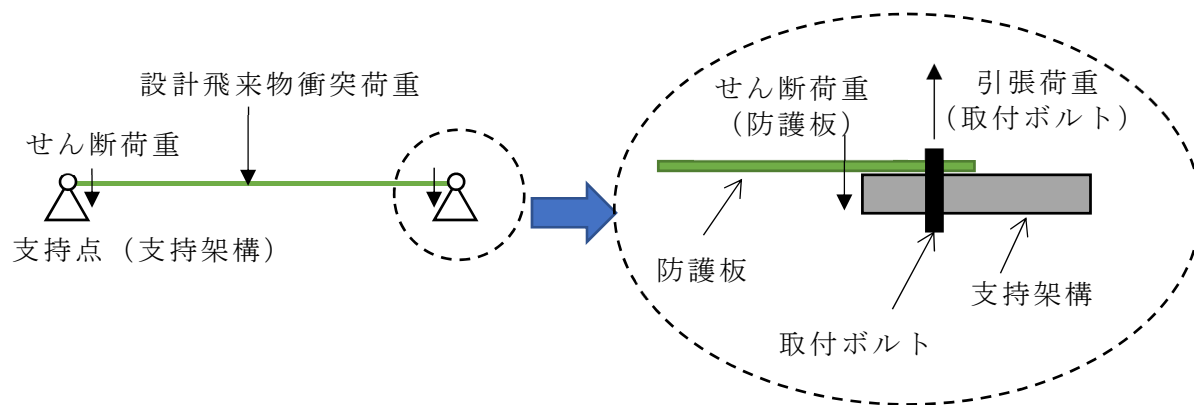 設計飛来物衝突荷重
せん断荷重
支持点（支持架構）
せん断荷重
（防護板）
引張荷重
（取付ボルト）
防護板
支持架構
取付ボルト